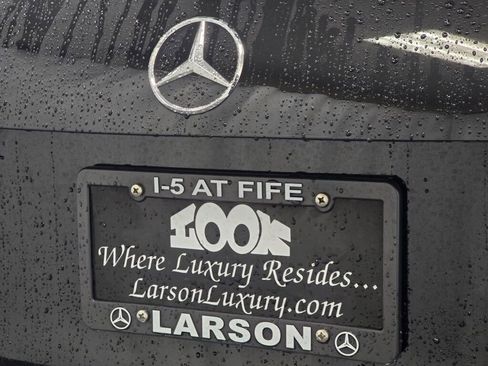 I-5 AT FIFE
LOOK
Where Luxury Resides...
LarsonLuxury.com
LARSON